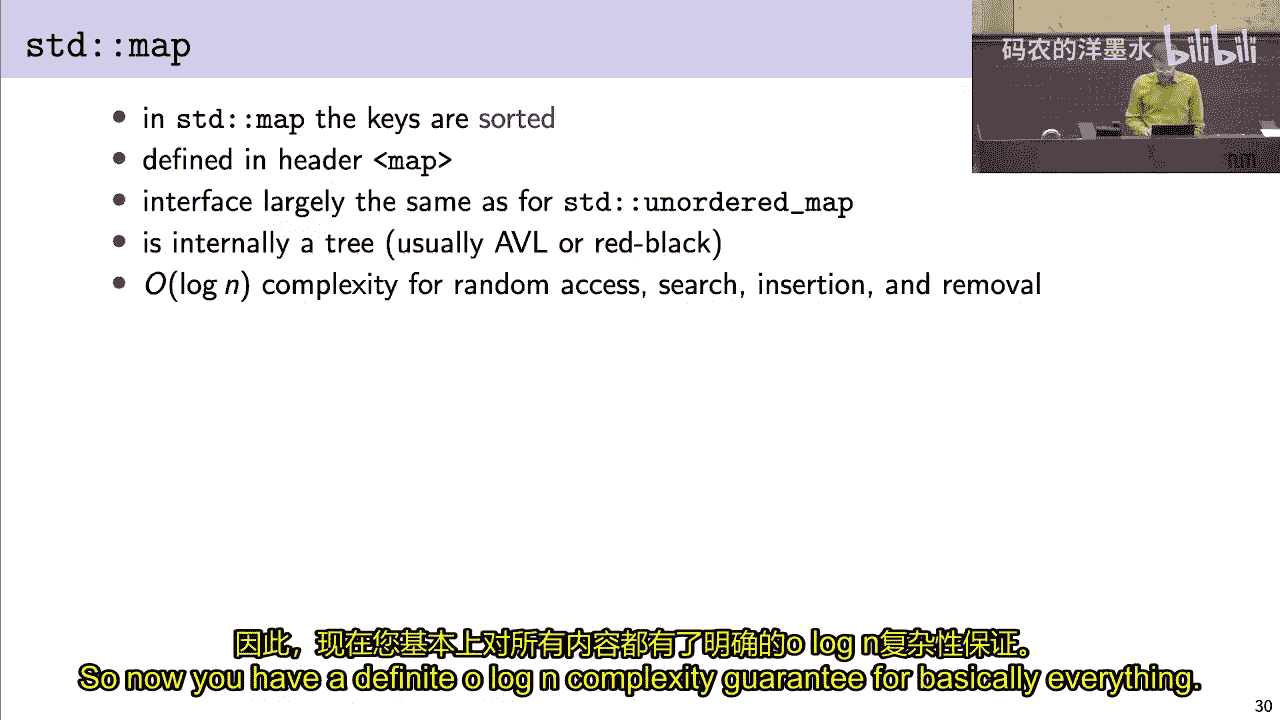 std::map
码农的洋墨水 bilibili
• in std::map the keys are sorted
• defined in header <map>
• interface largely the same as for std::unordered_map
• is internally a tree (usually AVL or red-black)
• O(log n) complexity for random access, search, insertion, and removal
因此，现在您基本上对所有内容都有了明确的o log n复杂性保证。
So now you have a definite o log n complexity guarantee for basically everything.
30